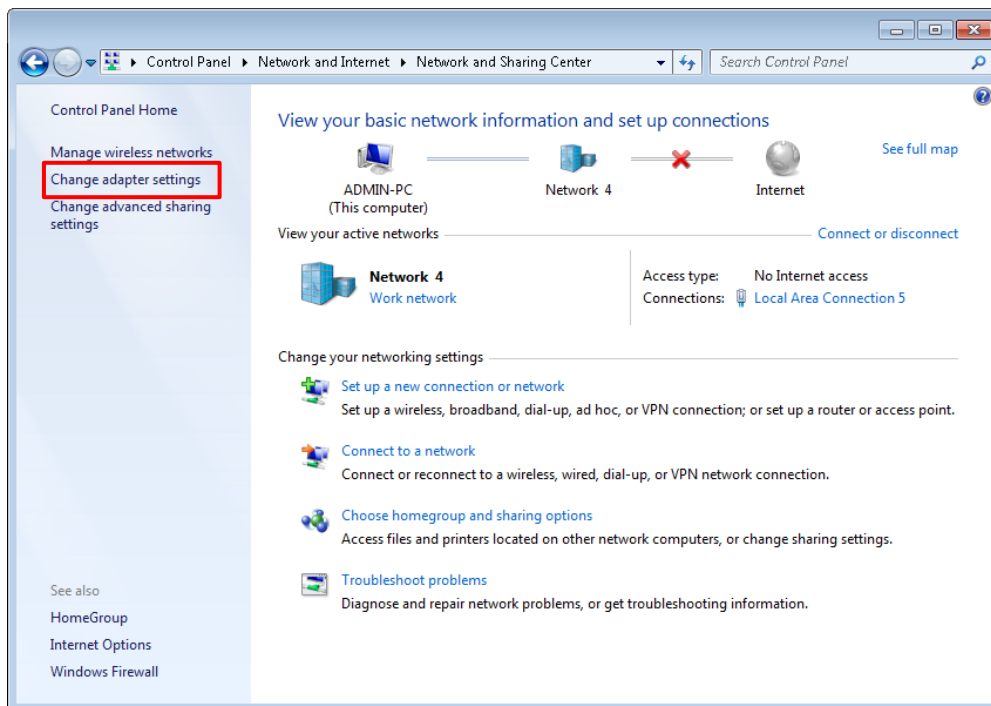 Control Panel Network and Internet Network and Sharing Center Search Control Panel
Control Panel Home
Manage wireless networks
Change adapter settings
Change advanced sharing
settings
See also
HomeGroup
Internet Options
Windows Firewall
View your basic network information and set up connections
See full map
ADMIN-PC
(This computer)
Network 4
Internet
View your active networks
Connect or disconnect
Network 4
Work network
Access type: No Internet access
Connections: Local Area Connection 5
Change your networking settings
Set up a new connection or network
Set up a wireless, broadband, dial-up, ad hoc, or VPN connection; or set up a router or access point.
Connect to a network
Connect or reconnect to a wireless, wired, dial-up, or VPN network connection.
Choose homegroup and sharing options
Access files and printers located on other network computers, or change sharing settings.
Troubleshoot problems
Diagnose and repair network problems, or get troubleshooting information.